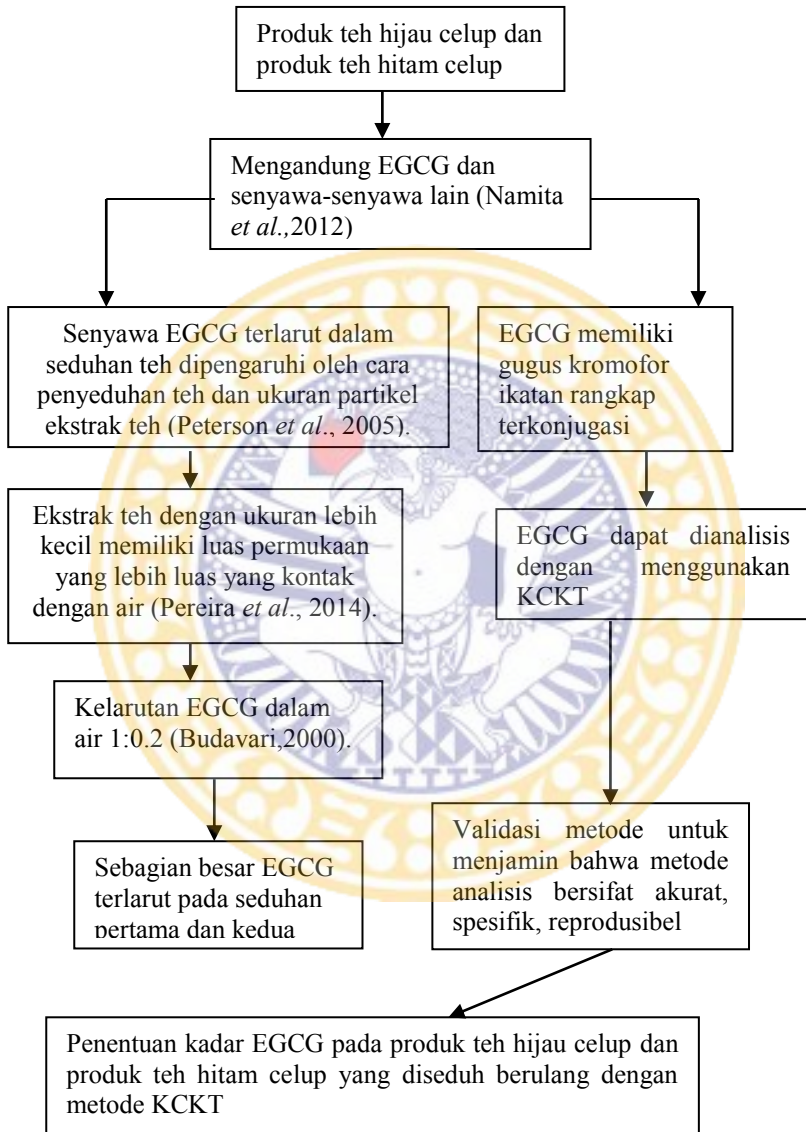 Produk teh hijau celup dan
produk teh hitam celup
Mengandung EGCG dan
senyawa-senyawa lain (Namita
et al.,2012)
Senyawa EGCG terlarut dalam
seduhan teh dipengaruhi oleh cara
penyeduhan teh dan ukuran partikel
ekstrak teh (Peterson et al., 2005).
Ekstrak teh dengan ukuran lebih
kecil memiliki luas permukaan
yang lebih luas yang kontak
dengan air (Pereira et al., 2014).
Kelarutan EGCG dalam
air 1:0.2 (Budavari,2000).
Sebagian besar EGCG
terlarut pada seduhan
pertama dan kedua
EGCG memiliki
gugus kromofor
ikatan rangkap
terkonjugasi
EGCG dapat dianalisis
dengan menggunakan
KCKT
Validasi metode untuk
menjamin bahwa metode
analisis bersifat akurat,
spesifik, reprodusibel
Penentuan kadar EGCG pada produk teh hijau celup dan
produk teh hitam celup yang diseduh berulang dengan
metode KCKT